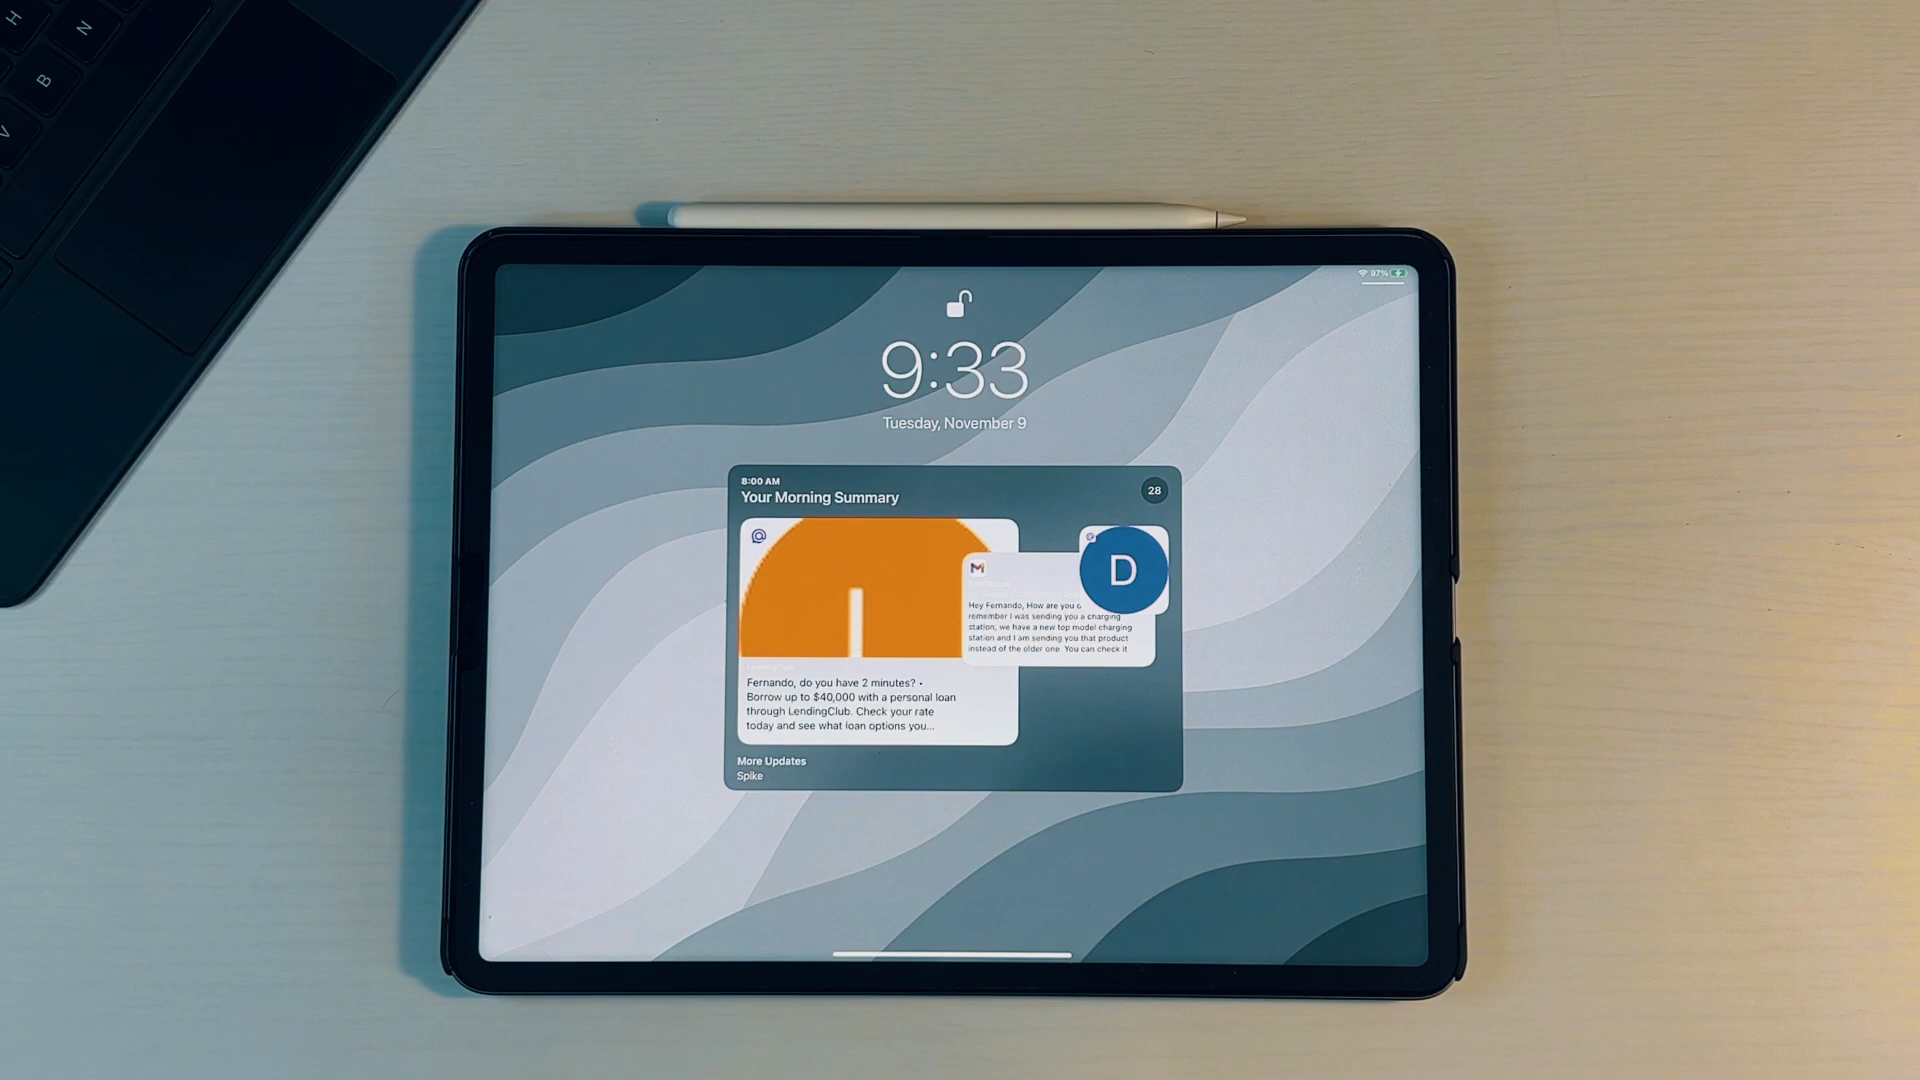 H
N
B
V
97%
9:33
Tuesday, November 9
8:00 AM
Your Morning Summary
28
D
Hey Fernando, How are you
remember I was sending you a charging
station, we have a new top model charging
station and I am sending you that product
instead of the older one. You can check it
LendingClub
Fernando, do you have 2 minutes? •
Borrow up to $40,000 with a personal loan
through LendingClub. Check your rate
today and see what loan options you...
More Updates
Spike